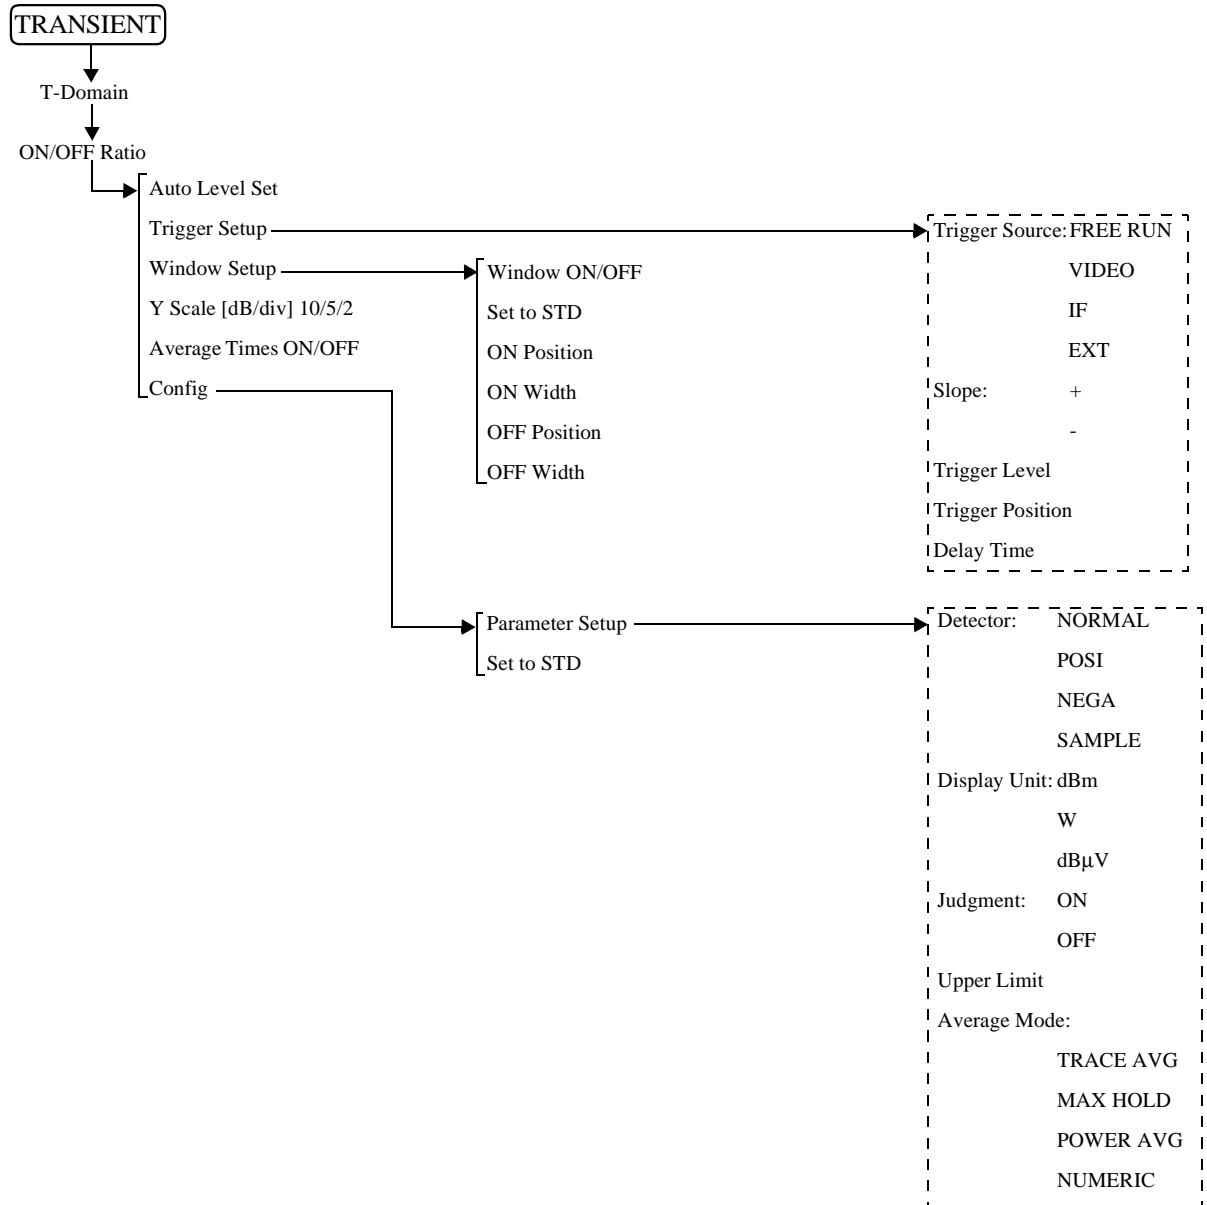 TRANSIENT
T-Domain
ON/OFF Ratio
Auto Level Set
Trigger Setup
Window Setup
Y Scale [dB/div] 10/5/2
Average Times ON/OFF
Config
Window ON/OFF
Set to STD
ON Position
ON Width
OFF Position
OFF Width
Trigger Source: FREE RUN
VIDEO
IF
EXT
Slope: +
-
Trigger Level
Trigger Position
Delay Time
Parameter Setup
Set to STD
Detector: NORMAL
POSI
NEGA
SAMPLE
Display Unit: dBm
W
dBμV
Judgment: ON
OFF
Upper Limit
Average Mode:
TRACE AVG
MAX HOLD
POWER AVG
NUMERIC